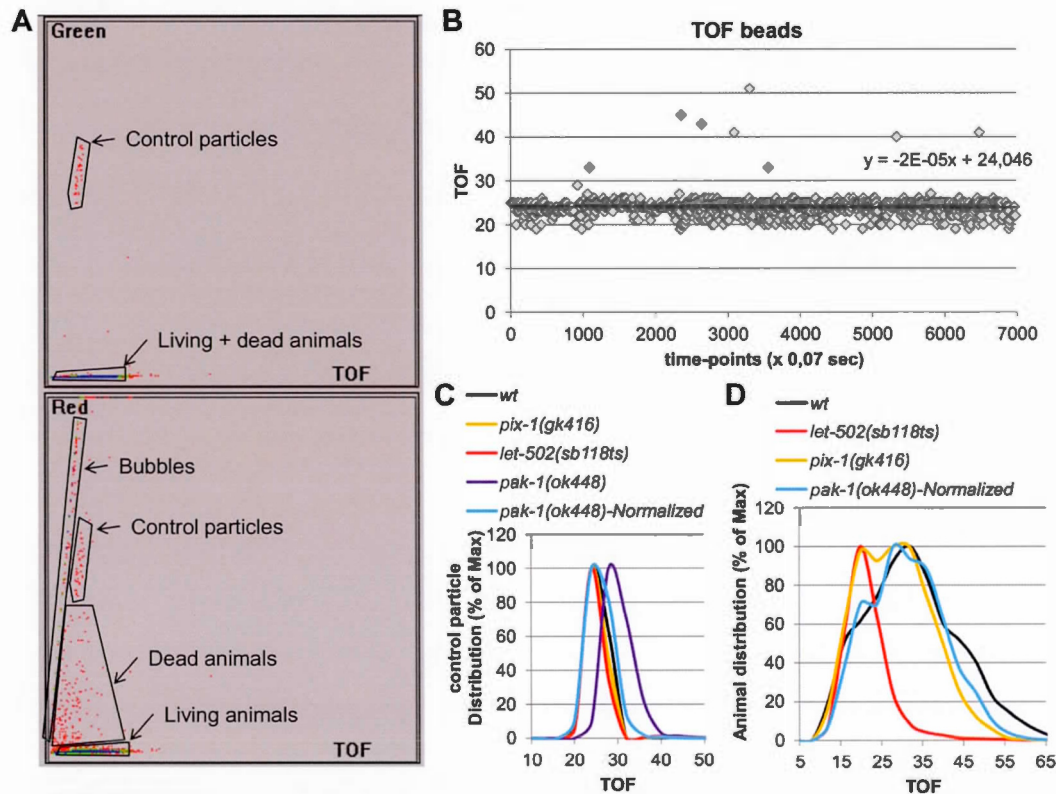 A
Green
Control particles
Living + dead animals
TOF
Red
Bubbles
Control particles
Dead animals
Living animals
TOF
B
TOF beads
60
50
40
30
20
10
0
TOF
y = -2E-05x + 24,046
0 1000 2000 3000 4000 5000 6000 7000
time-points (x 0,07 sec)
C
wt
pix-1(gk416)
let-502(sb118ts)
pak-1(ok448)
pak-1(ok448)-Normalized
control particle
Distribution (% of Max)
120
100
80
60
40
20
0
10 20 30 40 50
TOF
D
wt
let-502(sb118ts)
pix-1(gk416)
pak-1(ok448)-Normalized
Animal distribution (% of Max)
120
100
80
60
40
20
0
5 15 25 35 45 55 65
TOF